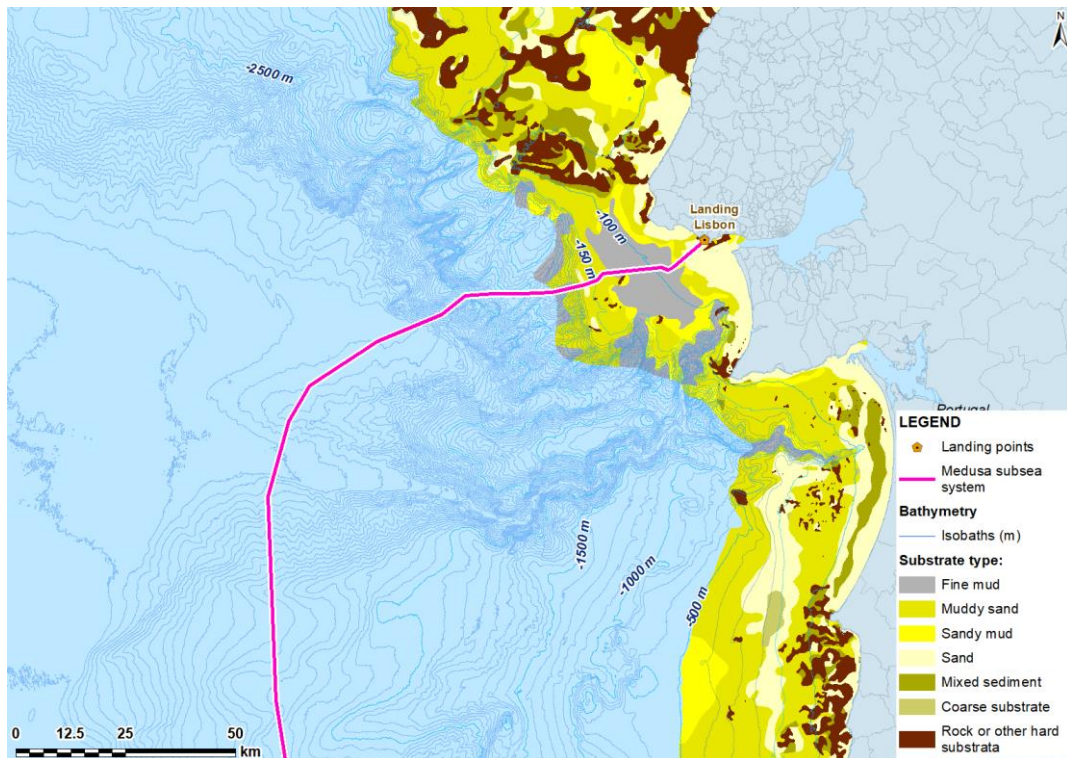 N
-2500 m
Landing
Lisbon
-100 m
-150 m
Portugal
-1500 m
-1000 m
-500 m
LEGEND
Landing points
Medusa subsea
system
Bathymetry
Isobaths (m)
Substrate type:
Fine mud
Muddy sand
Sandy mud
Sand
Mixed sediment
Coarse substrate
Rock or other hard
substrata
0 12.5 25 50
km